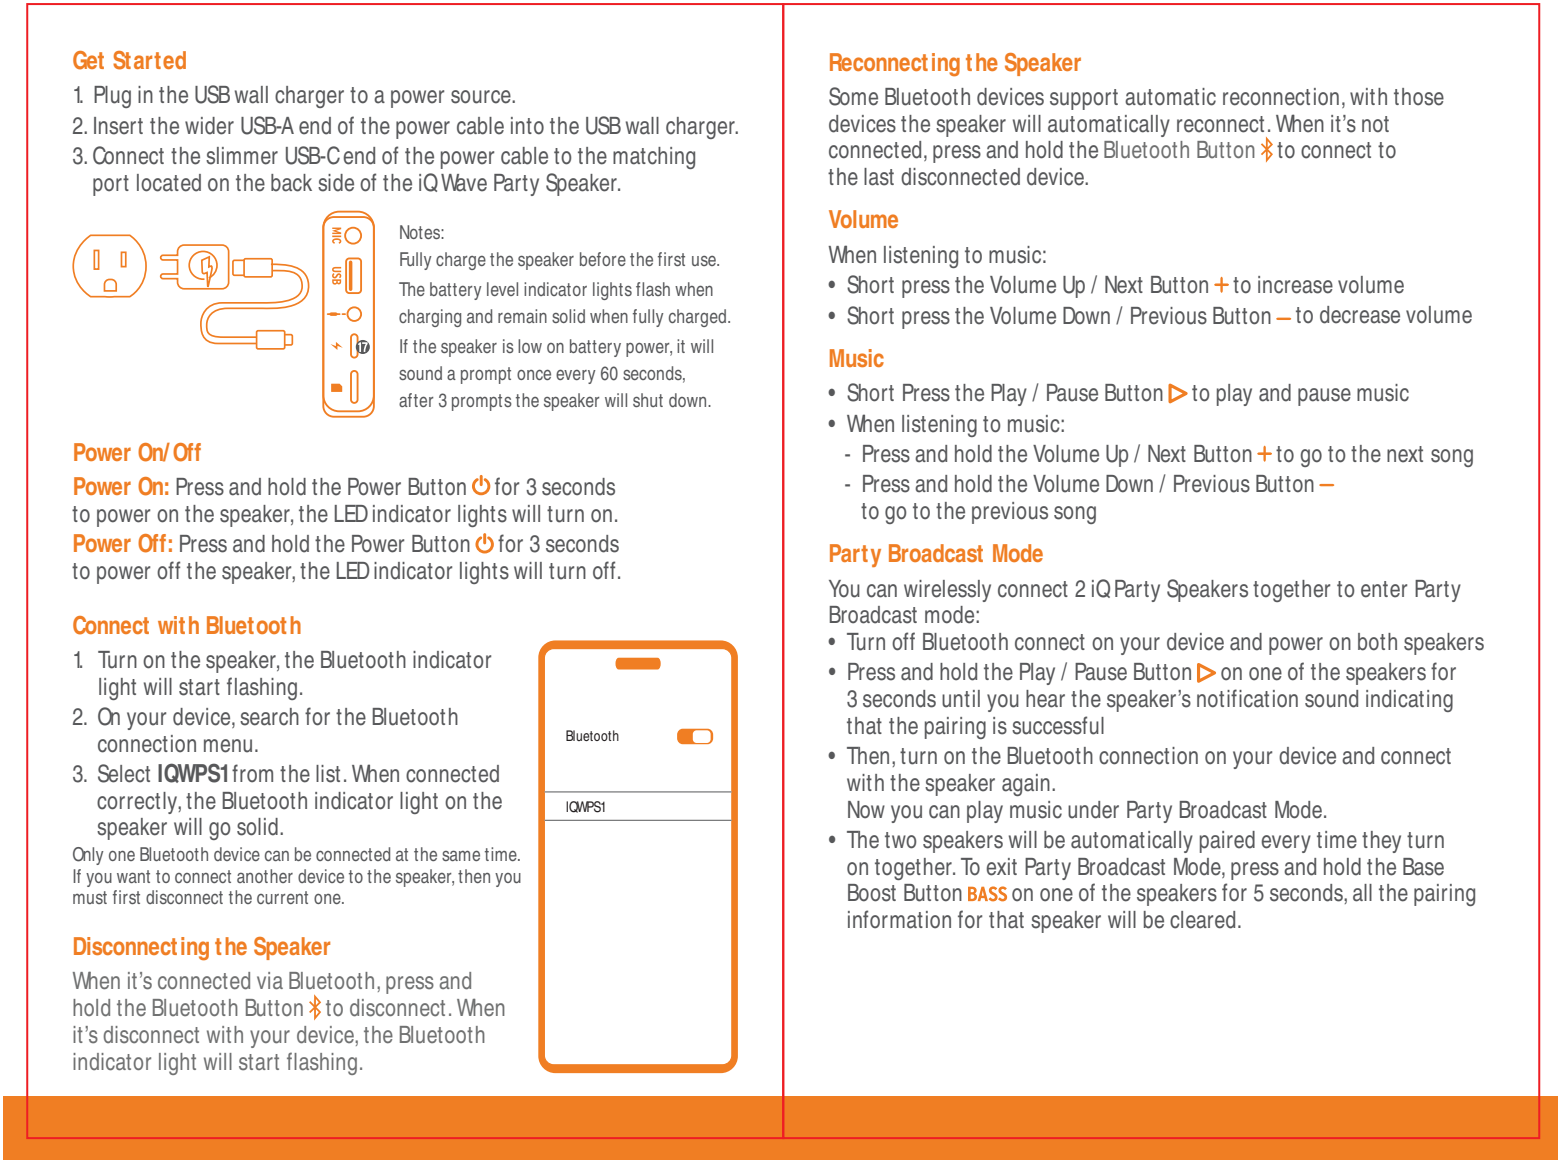 Get Started
1. Plug in the USB wall charger to a power source.
2. Insert the wider USB-A end of the power cable into the USB wall charger.
3. Connect the slimmer USB-C end of the power cable to the matching
port located on the back side of the iQ Wave Party Speaker.
MIC
USB
17
Notes:
Fully charge the speaker before the first use.
The battery level indicator lights flash when
charging and remain solid when fully charged.
If the speaker is low on battery power, it will
sound a prompt once every 60 seconds,
after 3 prompts the speaker will shut down.
Power On/Off
Power On: Press and hold the Power Button for 3 seconds
to power on the speaker, the LED indicator lights will turn on.
Power Off: Press and hold the Power Button for 3 seconds
to power off the speaker, the LED indicator lights will turn off.
Connect with Bluetooth
1. Turn on the speaker, the Bluetooth indicator
light will start flashing.
2. On your device, search for the Bluetooth
connection menu.
3. Select IQWPS1 from the list. When connected
correctly, the Bluetooth indicator light on the
speaker will go solid.
Only one Bluetooth device can be connected at the same time.
If you want to connect another device to the speaker, then you
must first disconnect the current one.
Bluetooth
IQWPS1
Disconnecting the Speaker
When it's connected via Bluetooth, press and
hold the Bluetooth Button to disconnect. When
it's disconnect with your device, the Bluetooth
indicator light will start flashing.
Reconnecting the Speaker
Some Bluetooth devices support automatic reconnection, with those
devices the speaker will automatically reconnect. When it's not
connected, press and hold the Bluetooth Button to connect to
the last disconnected device.
Volume
When listening to music:
• Short press the Volume Up / Next Button + to increase volume
• Short press the Volume Down / Previous Button – to decrease volume
Music
• Short Press the Play / Pause Button ▷ to play and pause music
• When listening to music:
- Press and hold the Volume Up / Next Button + to go to the next song
- Press and hold the Volume Down / Previous Button –
to go to the previous song
Party Broadcast Mode
You can wirelessly connect 2 iQ Party Speakers together to enter Party
Broadcast mode:
• Turn off Bluetooth connect on your device and power on both speakers
• Press and hold the Play / Pause Button ▷ on one of the speakers for
3 seconds until you hear the speaker's notification sound indicating
that the pairing is successful
• Then, turn on the Bluetooth connection on your device and connect
with the speaker again.
Now you can play music under Party Broadcast Mode.
• The two speakers will be automatically paired every time they turn
on together. To exit Party Broadcast Mode, press and hold the Base
Boost Button BASS on one of the speakers for 5 seconds, all the pairing
information for that speaker will be cleared.